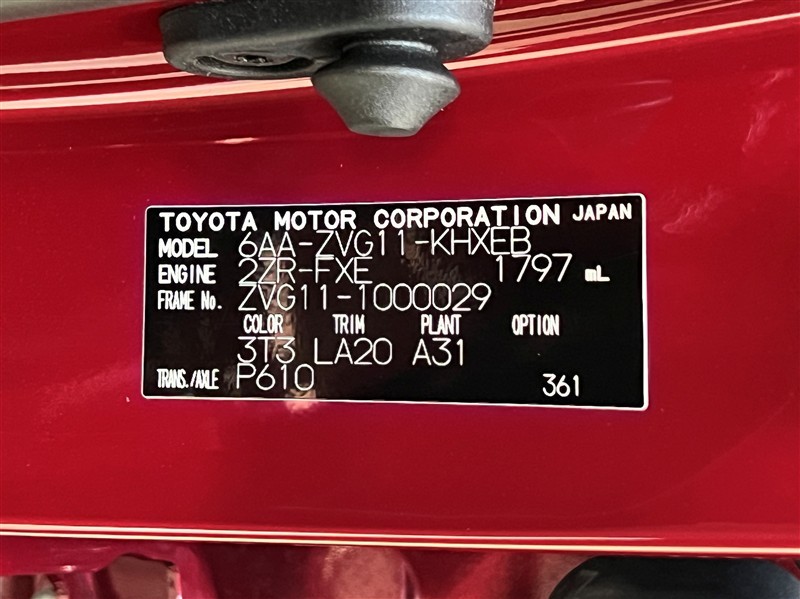 TOYOTA MOTOR CORPORATION JAPAN
MODEL 6AA-ZVG11-KHXEB
ENGINE 2ZR-FXE 1797 mL
FRAME No. ZVG11-1000029
COLOR TRIM PLANT OPTION
3T3 LA20 A31
TRANS./AXLE P610 361